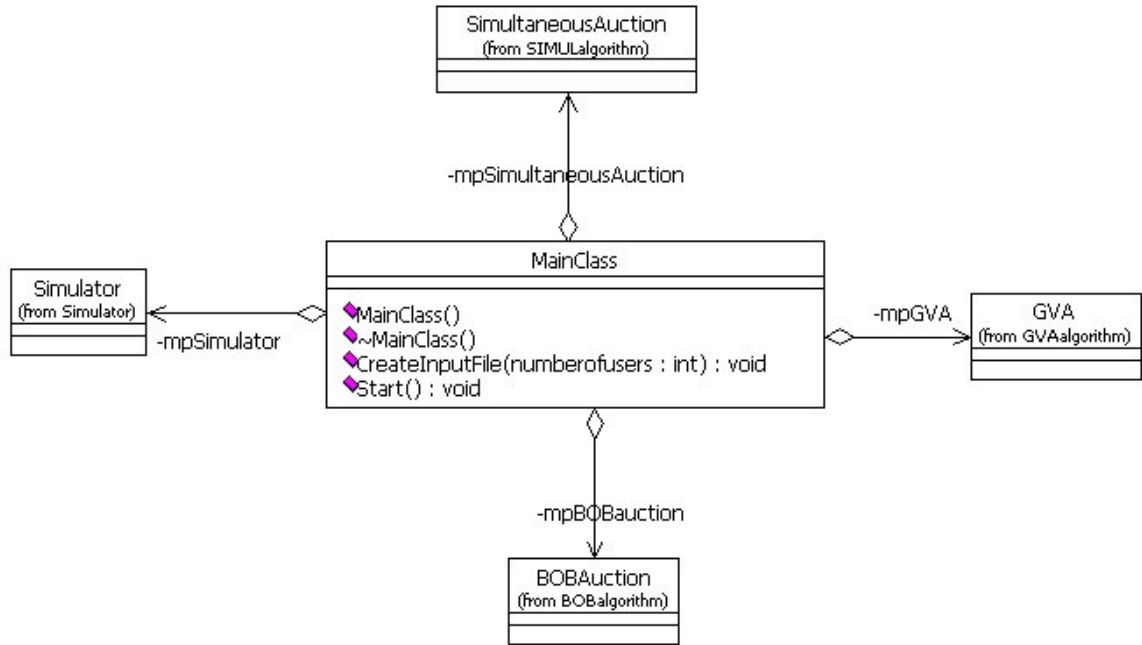 SimultaneousAuction
(from SIMULalgorithm)
-mpSimultaneousAuction
MainClass
MainClass()
~MainClass()
CreateInputFile(numberofusers : int) : void
Start() : void
Simulator
(from Simulator)
-mpSimulator
-mpGVA
GVA
(from GVAalgorithm)
-mpBOBauction
BOBAuction
(from BOBalgorithm)